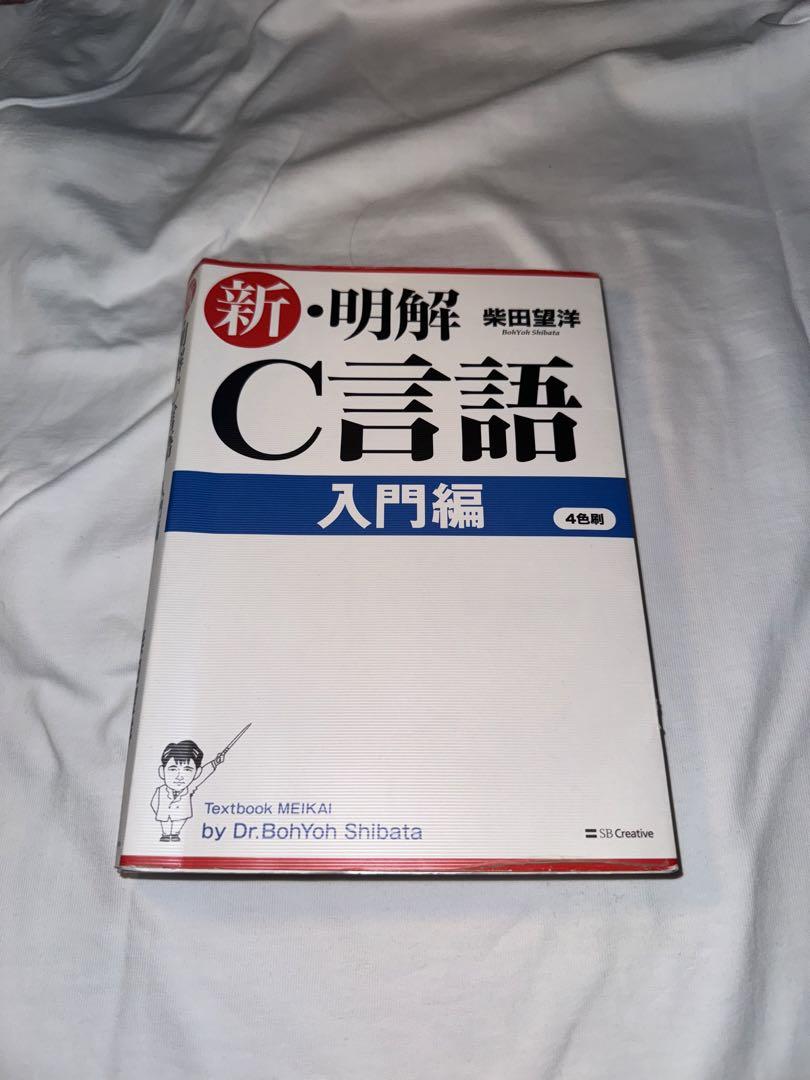 新・明解
柴田望洋
BohYoh Shibata
C言語
入門編
4色刷
Textbook MEIKAI
by Dr.BohYoh Shibata
SB Creative